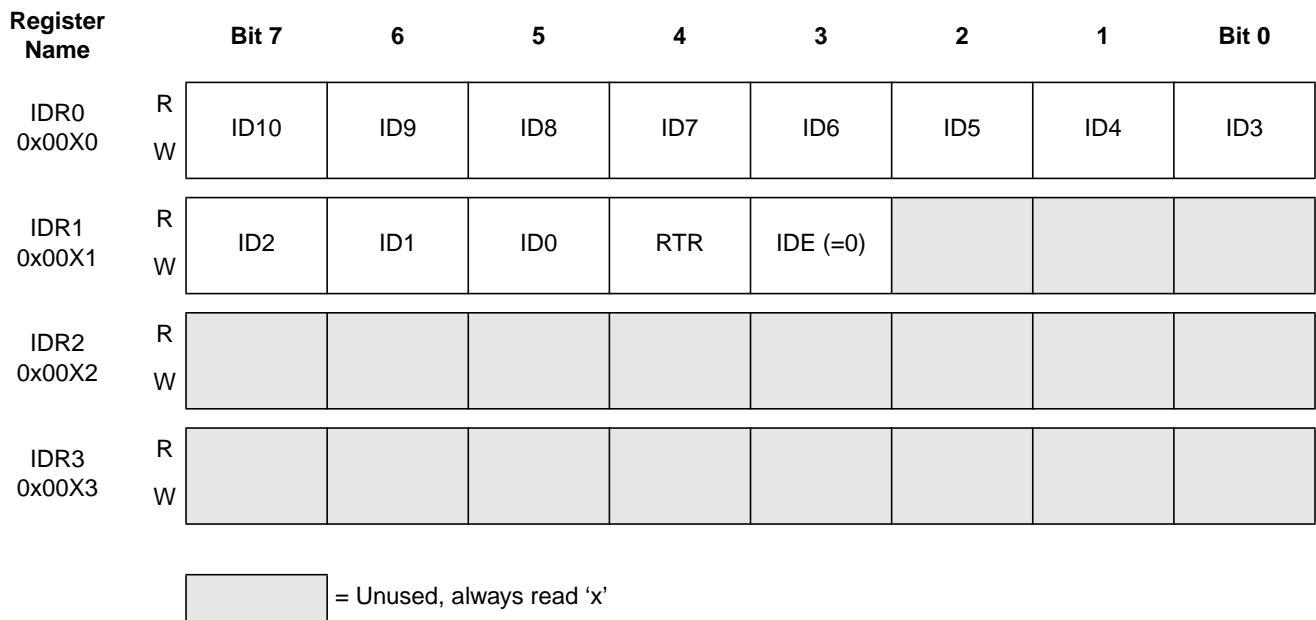 Register Name Bit 7 6 5 4 3 2 1 Bit 0
IDR0 0x00X0 R W ID10 ID9 ID8 ID7 ID6 ID5 ID4 ID3
IDR1 0x00X1 R W ID2 ID1 ID0 RTR IDE (=0)
IDR2 0x00X2 R W
IDR3 0x00X3 R W
= Unused, always read ‘x’